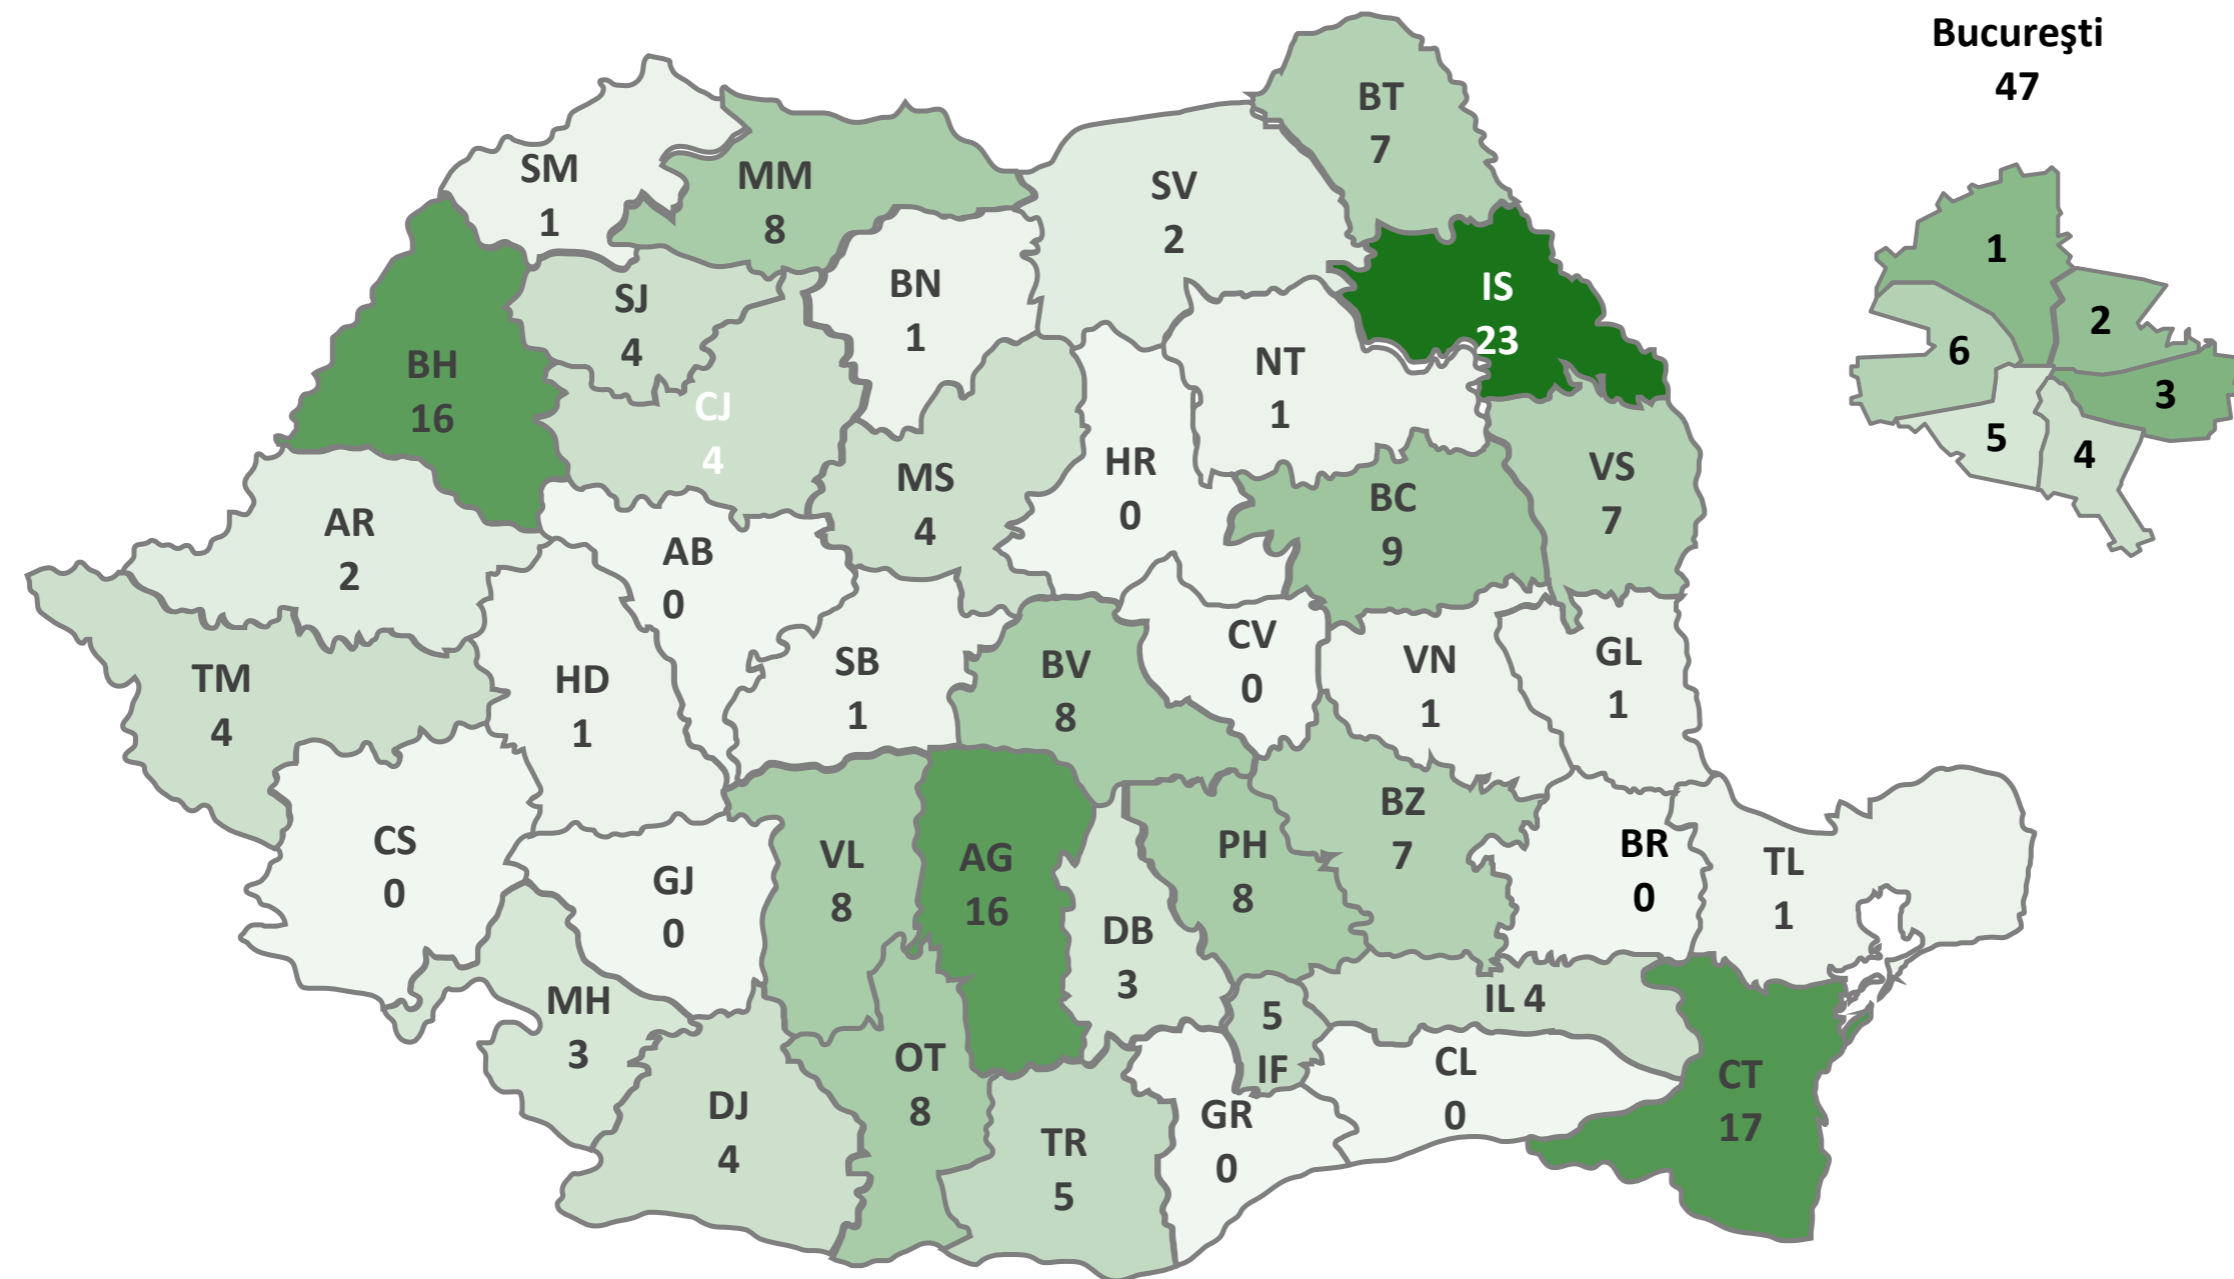 Bucureşti
47
BT
7
SM
1
MM
8
SV
2
1
BN
1
IS
23
SJ
4
2
BH
16
NT
1
6
3
CJ
4
5
4
HR
0
MS
4
VS
7
BC
9
AR
2
AB
0
CV
0
GL
1
VN
1
SB
1
BV
8
TM
4
HD
1
BZ
7
CS
0
GJ
0
VL
8
AG
16
PH
8
BR
0
TL
1
DB
3
MH
3
5
IF
IL 4
OT
8
CL
0
CT
17
DJ
4
TR
5
GR
0